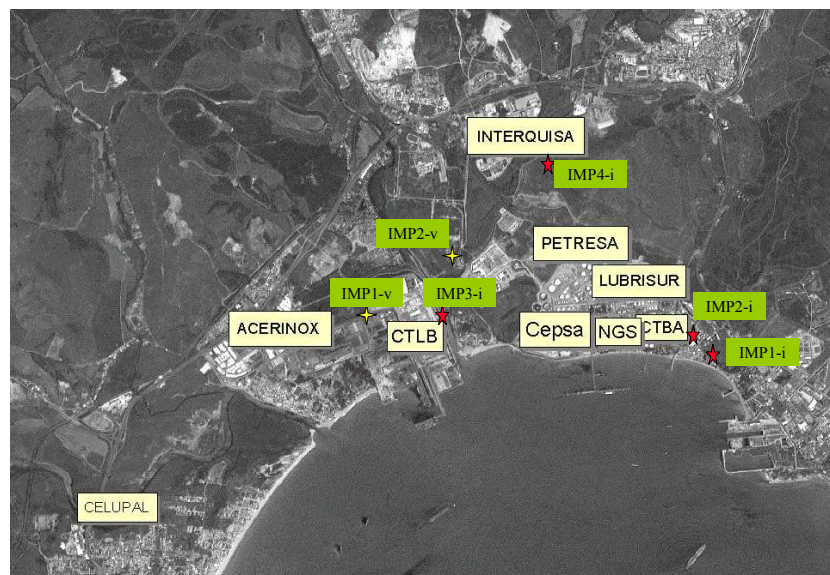 INTERQUISA
IMP4-i
IMP2-v
PETRESA
LUBRISUR
IMP1-v
IMP3-i
IMP2-i
ACERINOX
CTLB
Cepsa
NGS
CTBA
IMP1-i
CELUPAL